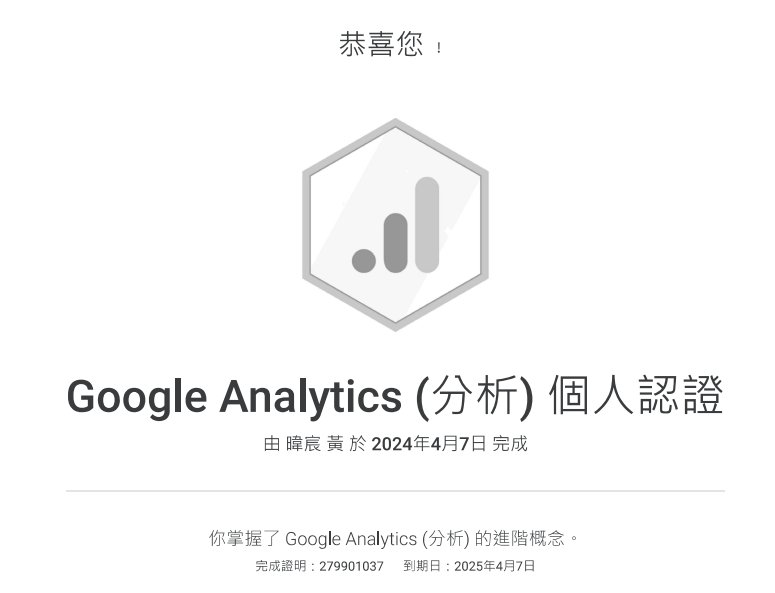 恭喜您！
Google Analytics (分析) 個人認證
由 暐宸 黃 於 2024年4月7日 完成
你掌握了 Google Analytics (分析) 的進階概念。
完成證明：279901037 到期日：2025年4月7日